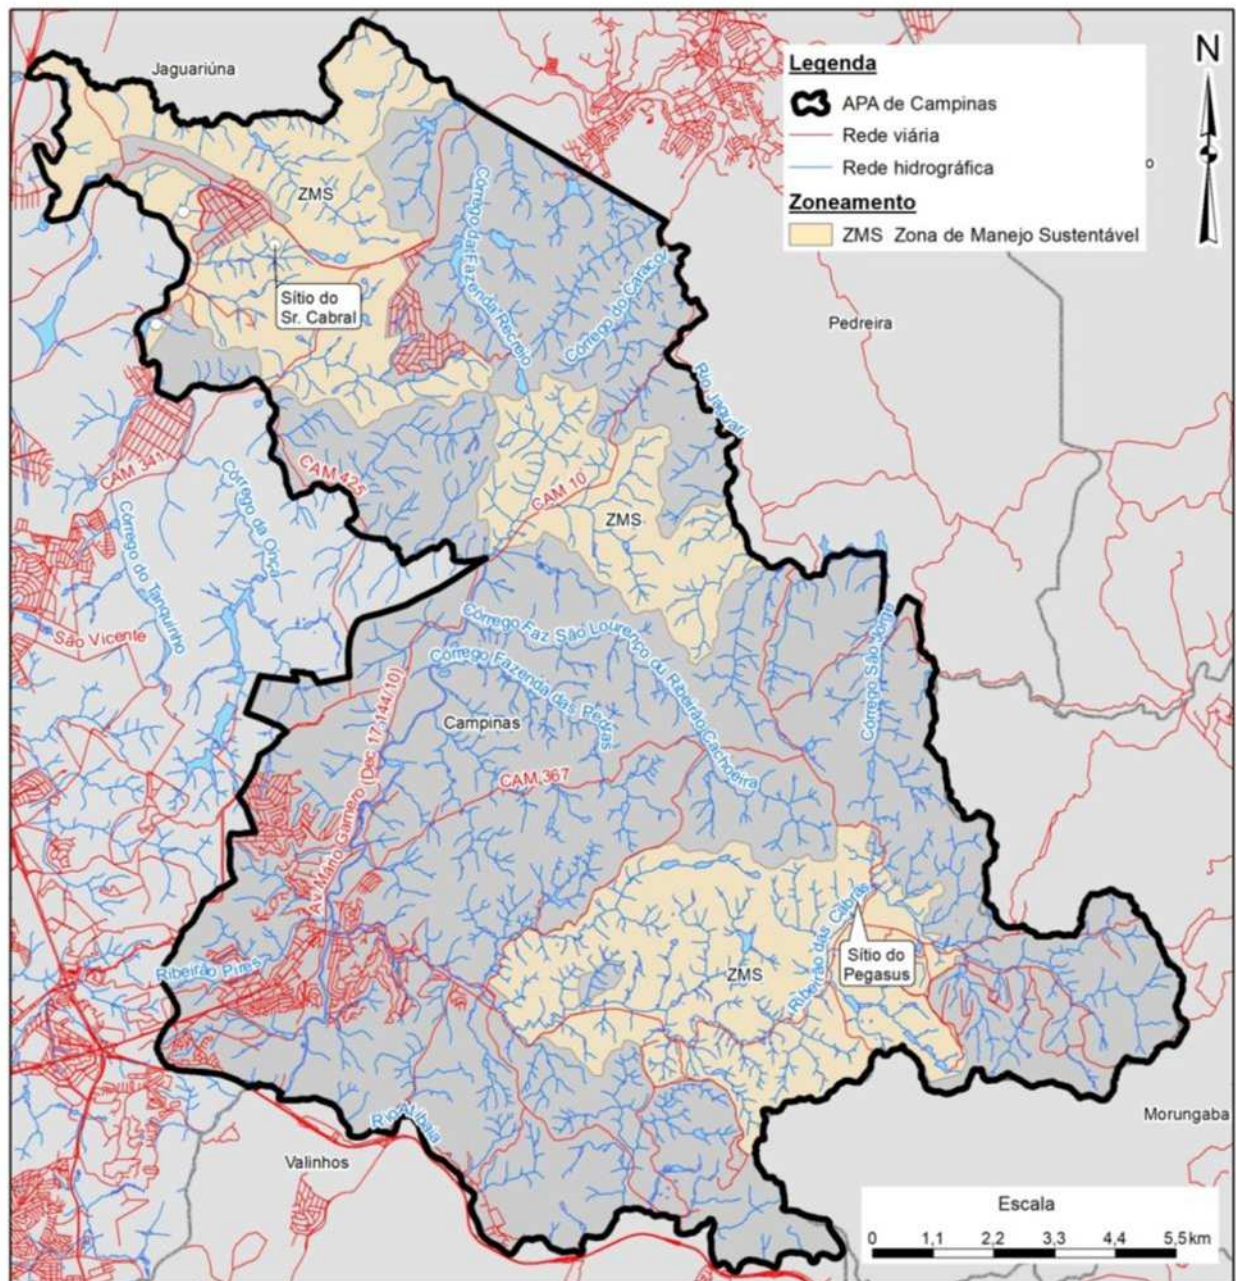 Jaguariúna
N
Legenda
APA de Campinas
Rede viária
Rede hidrográfica
Zoneamento
ZMS Zona de Manejo Sustentável
ZMS
Córrego da Fazenda Recreio
Córrego do Caracol
Sítio do
Sr. Cabral
Pedreira
Rio Jaguari
CAM 341
CAM 425
CAM 10
Córrego da Onça
Córrego do Tanquinho
ZMS
São Vicente
Córrego Faz São Lourenço ou Ribeirão Cachoeira
Córrego Fazenda das Pedras
Córrego São Jorge
Campinas
Av Mário Garnero (Dec 17.144/10)
CAM 367
Ribeirão das Cabras
Sítio do
Pegasus
Ribeirão Pires
ZMS
Rio Atibaia
Valinhos
Morungaba
Escala
0 1,1 2,2 3,3 4,4 5,5 km